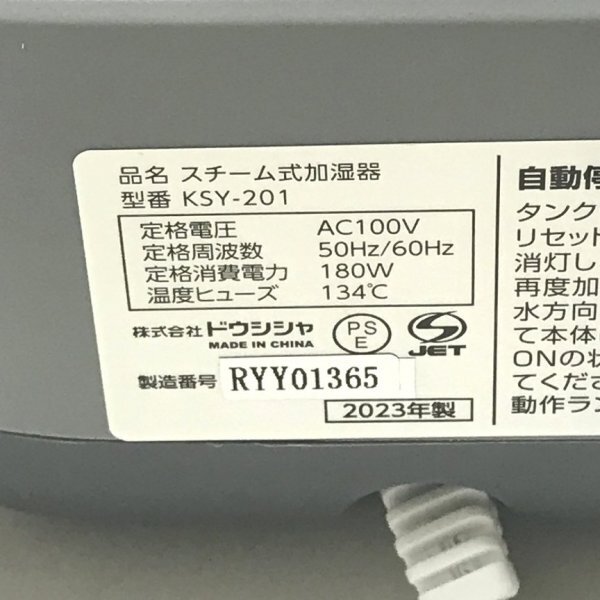 品名 スチーム式加湿器
型番 KSY-201
定格電圧 AC100V
定格周波数 50Hz/60Hz
定格消費電力 180W
温度ヒューズ 134℃
株式会社ドウシシャ
MADE IN CHINA
PS
E
JET
製造番号 RYY01365
2023年製
自動停
タンク
リセット
消灯し
再度加
水方向
て本体
ONの状
てくださ
動作ラン